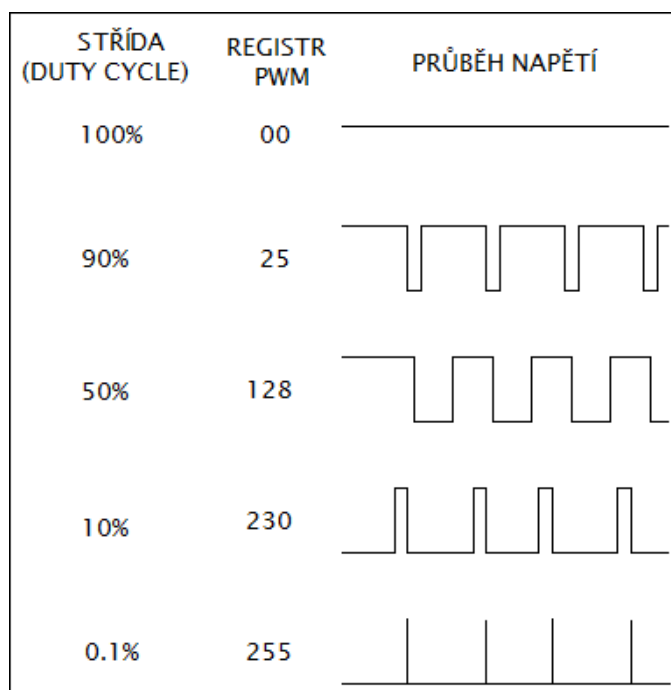 STŘÍDA
(DUTY CYCLE)
REGISTR
PWM
PRŮBĚH NAPĚTÍ
100% 00
90% 25
50% 128
10% 230
0.1% 255